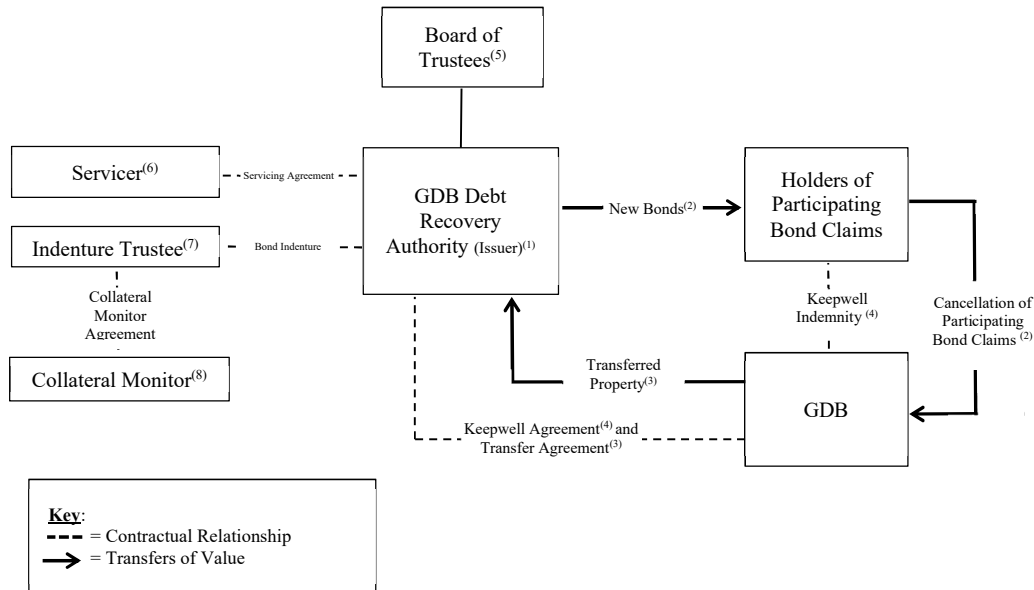 Board of
Trustees(5)
Servicer(6)
Servicing Agreement
GDB Debt
Recovery
Authority (Issuer)(1)
New Bonds(2)
Holders of
Participating
Bond Claims
Indenture Trustee(7)
Bond Indenture
Collateral
Monitor
Agreement
Keepwell
Indemnity (4)
Cancellation of
Participating
Bond Claims (2)
Collateral Monitor(8)
Transferred
Property(3)
GDB
Keepwell Agreement(4) and
Transfer Agreement(3)
Key:
= Contractual Relationship
= Transfers of Value